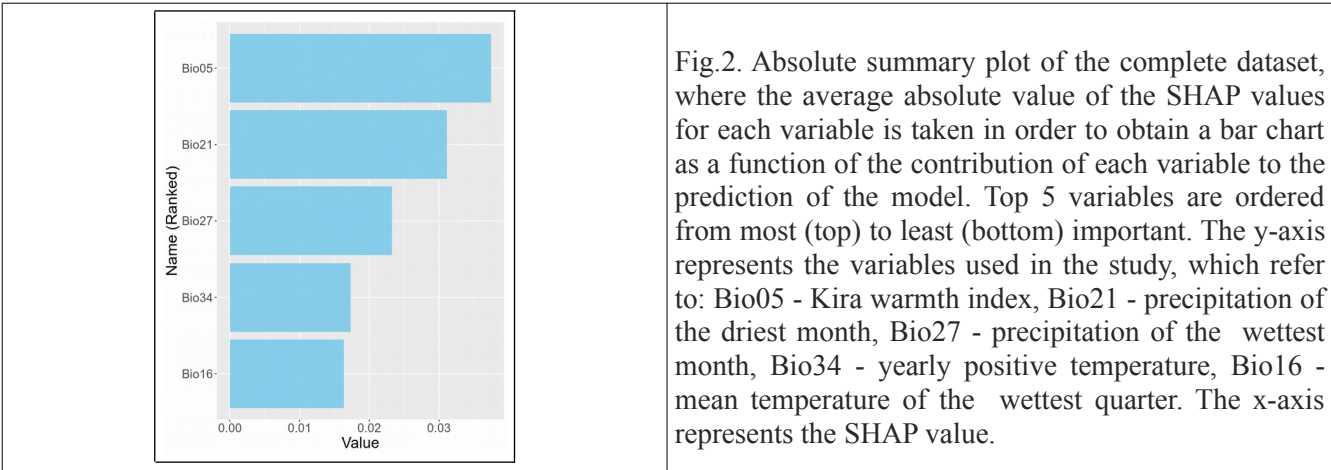 Name (Ranked)
Bio05
Bio21
Bio27
Bio34
Bio16
0.00 0.01 0.02 0.03
Value
Fig.2. Absolute summary plot of the complete dataset,
where the average absolute value of the SHAP values
for each variable is taken in order to obtain a bar chart
as a function of the contribution of each variable to the
prediction of the model. Top 5 variables are ordered
from most (top) to least (bottom) important. The y-axis
represents the variables used in the study, which refer
to: Bio05 - Kira warmth index, Bio21 - precipitation of
the driest month, Bio27 - precipitation of the wettest
month, Bio34 - yearly positive temperature, Bio16 -
mean temperature of the wettest quarter. The x-axis
represents the SHAP value.